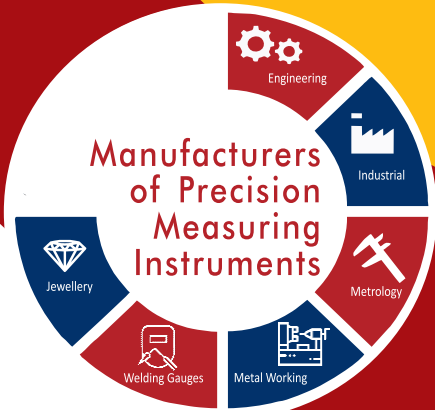 Engineering
Industrial
Manufacturers
of Precision
Measuring
Instruments
Metrology
Jewellery
Welding Gauges
Metal Working